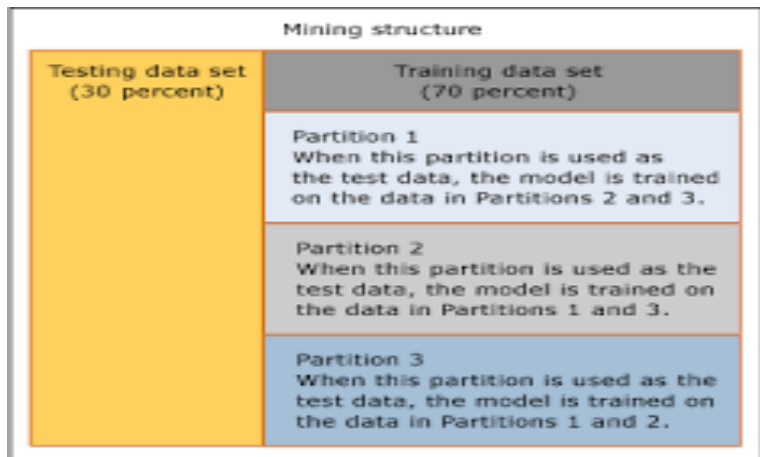 Mining structure
Testing data set
(30 percent)
Training data set
(70 percent)
Partition 1
When this partition is used as
the test data, the model is trained
on the data in Partitions 2 and 3.
Partition 2
When this partition is used as the
test data, the model is trained on
the data in Partitions 1 and 3.
Partition 3
When this partition is used as the
test data, the model is trained on
the data in Partitions 1 and 2.